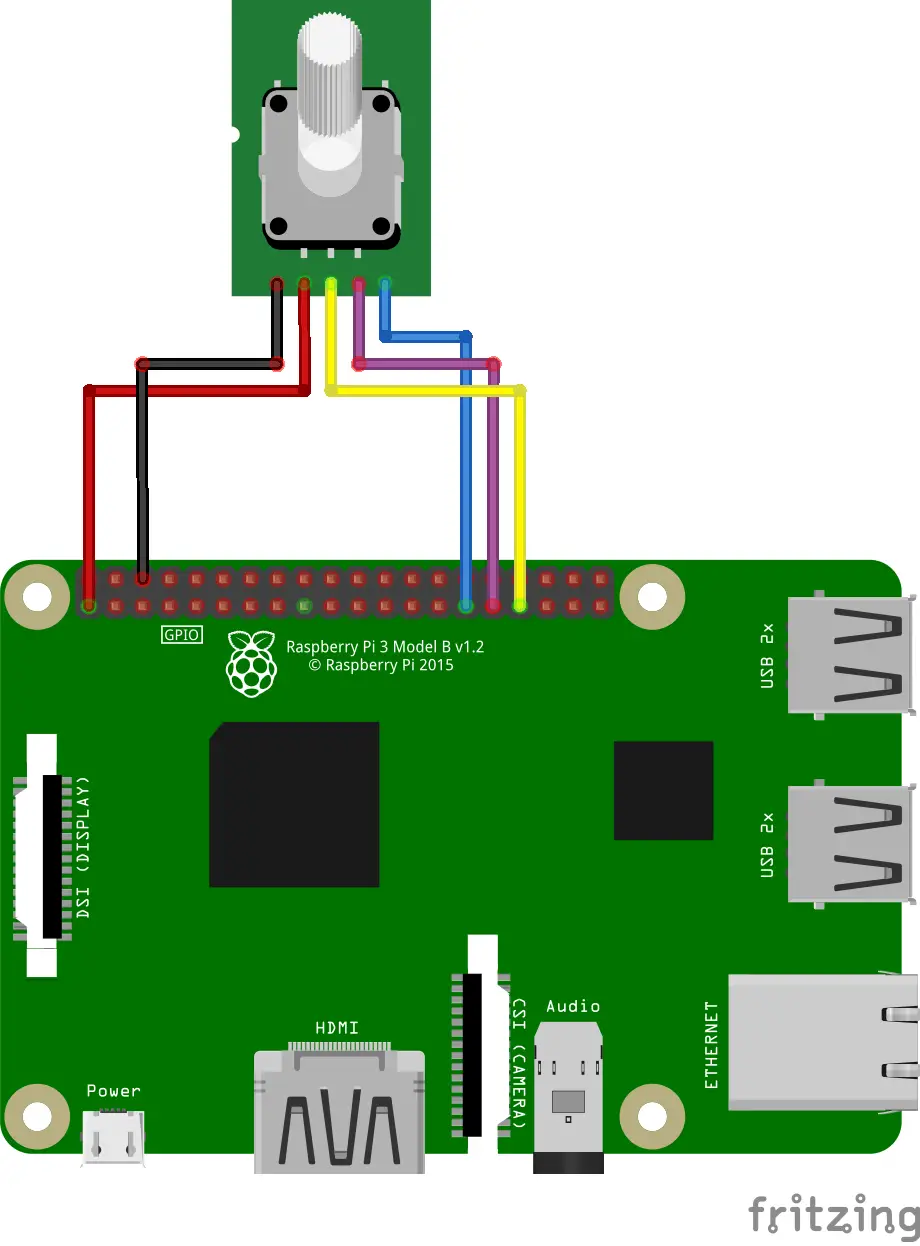 GPIO
Raspberry Pi 3 Model B v1.2
© Raspberry Pi 2015
USB 2x
DSI (DISPLAY)
USB 2x
HDMI
CSI (CAMERA)
Audio
ETHERNET
Power
fritzing